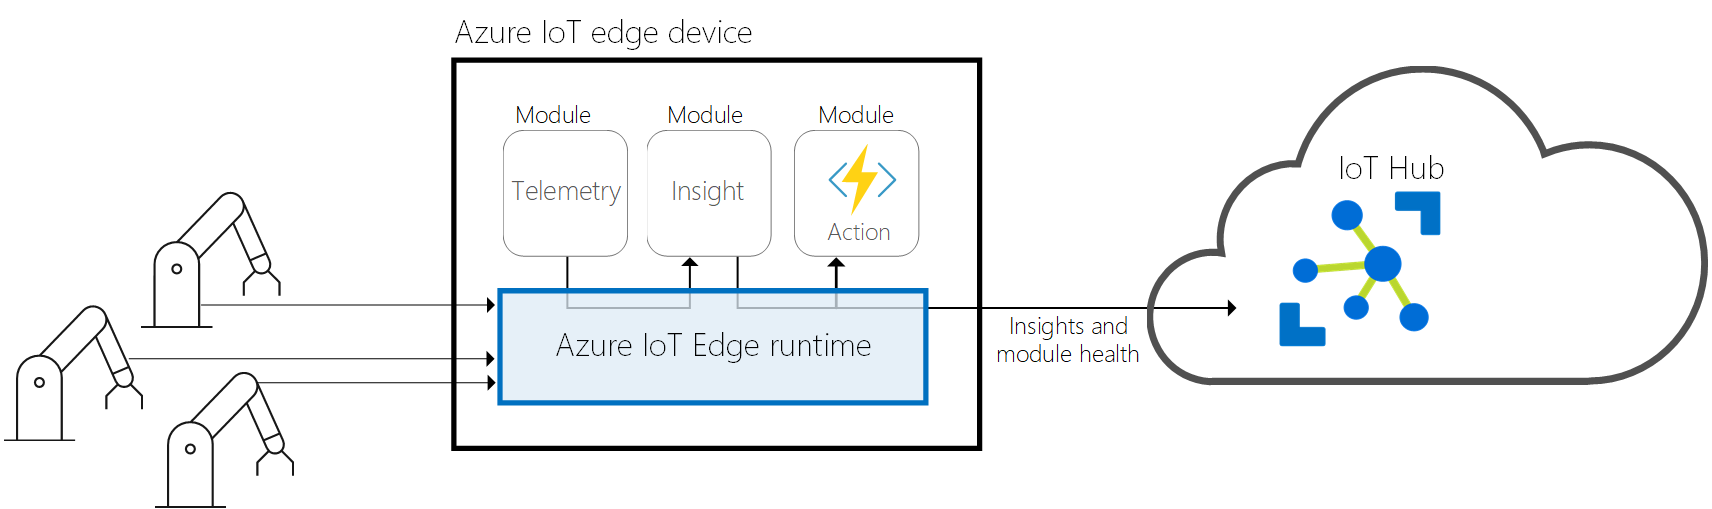 Azure IoT edge device
Module
Module
Module
Telemetry
Insight
Action
Azure IoT Edge runtime
Insights and
module health
IoT Hub